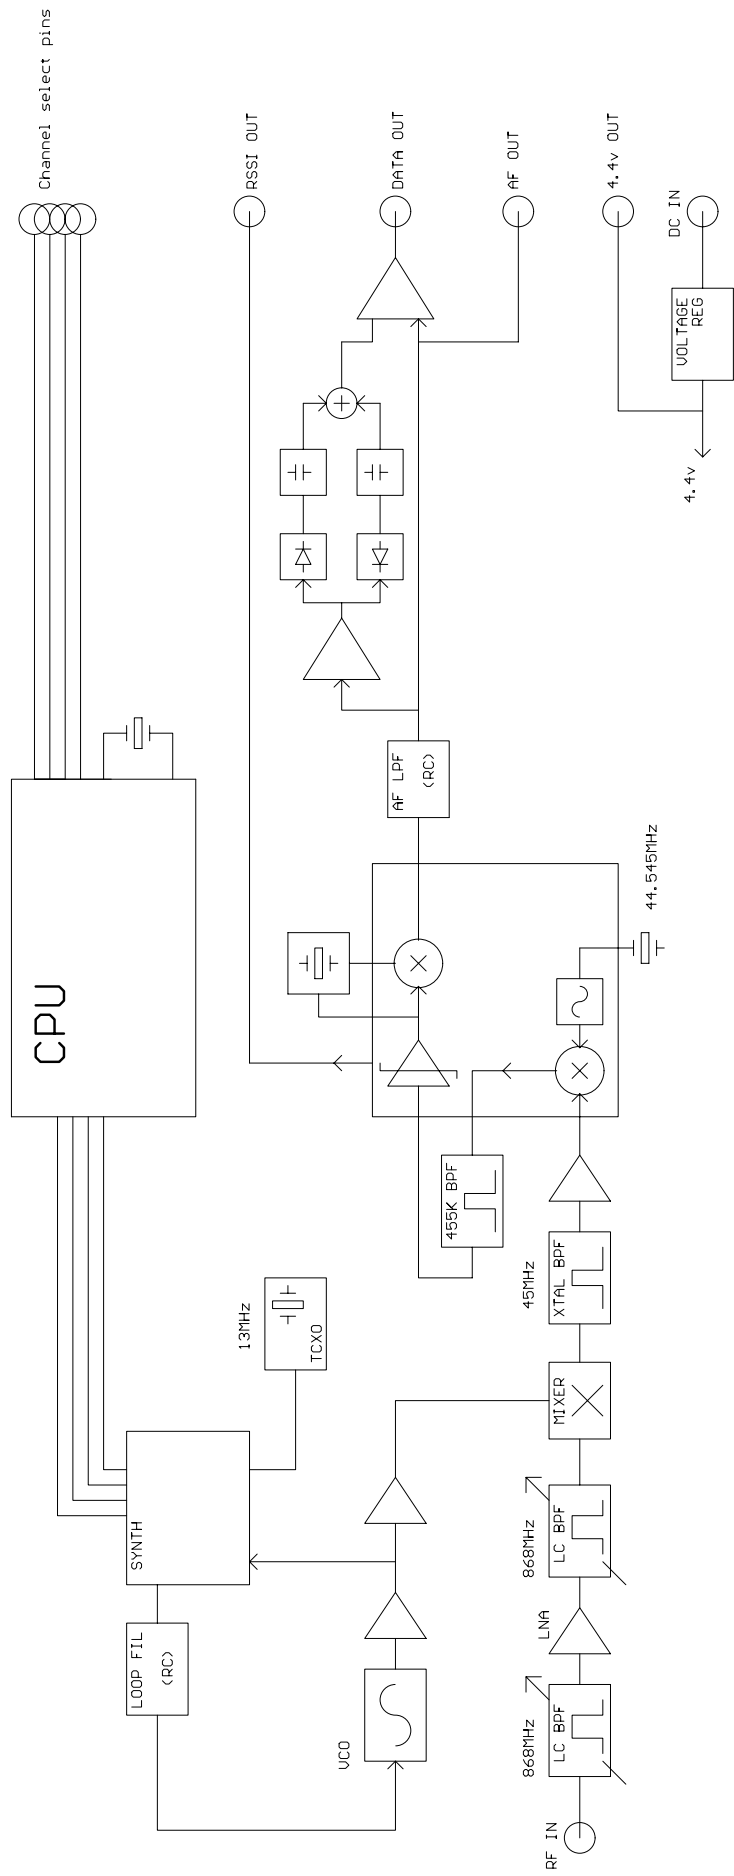 Channel select pins
CPU
RSSI OUT
DATA OUT
AF OUT
4.4v OUT
DC IN
VOLTAGE
REG
4.4v
AF LPF
(RC)
44.545MHz
455K BPF
45MHz
XTAL BPF
MIXER
13MHz
TCXO
SYNTH
LOOP FIL
(RC)
VCO
868MHz
LC BPF
LNA
868MHz
LC BPF
RF IN